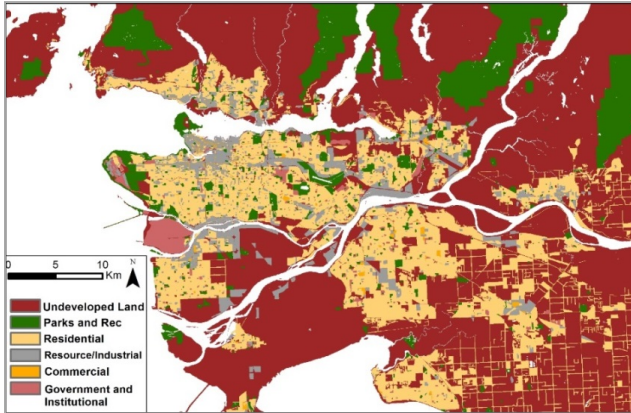 N
0 5 10
Km
Undeveloped Land
Parks and Rec
Residential
Resource/Industrial
Commercial
Government and
Institutional